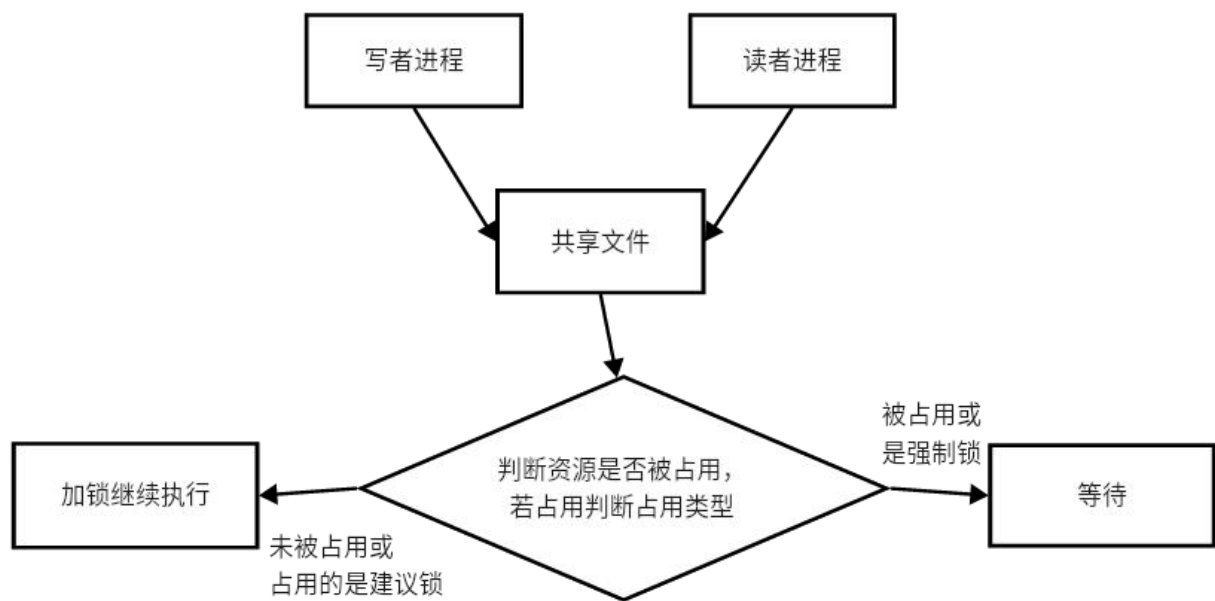 写者进程
读者进程
共享文件
被占用或
是强制锁
判断资源是否被占用，
若占用判断占用类型
加锁继续执行
等待
未被占用或
占用的是建议锁